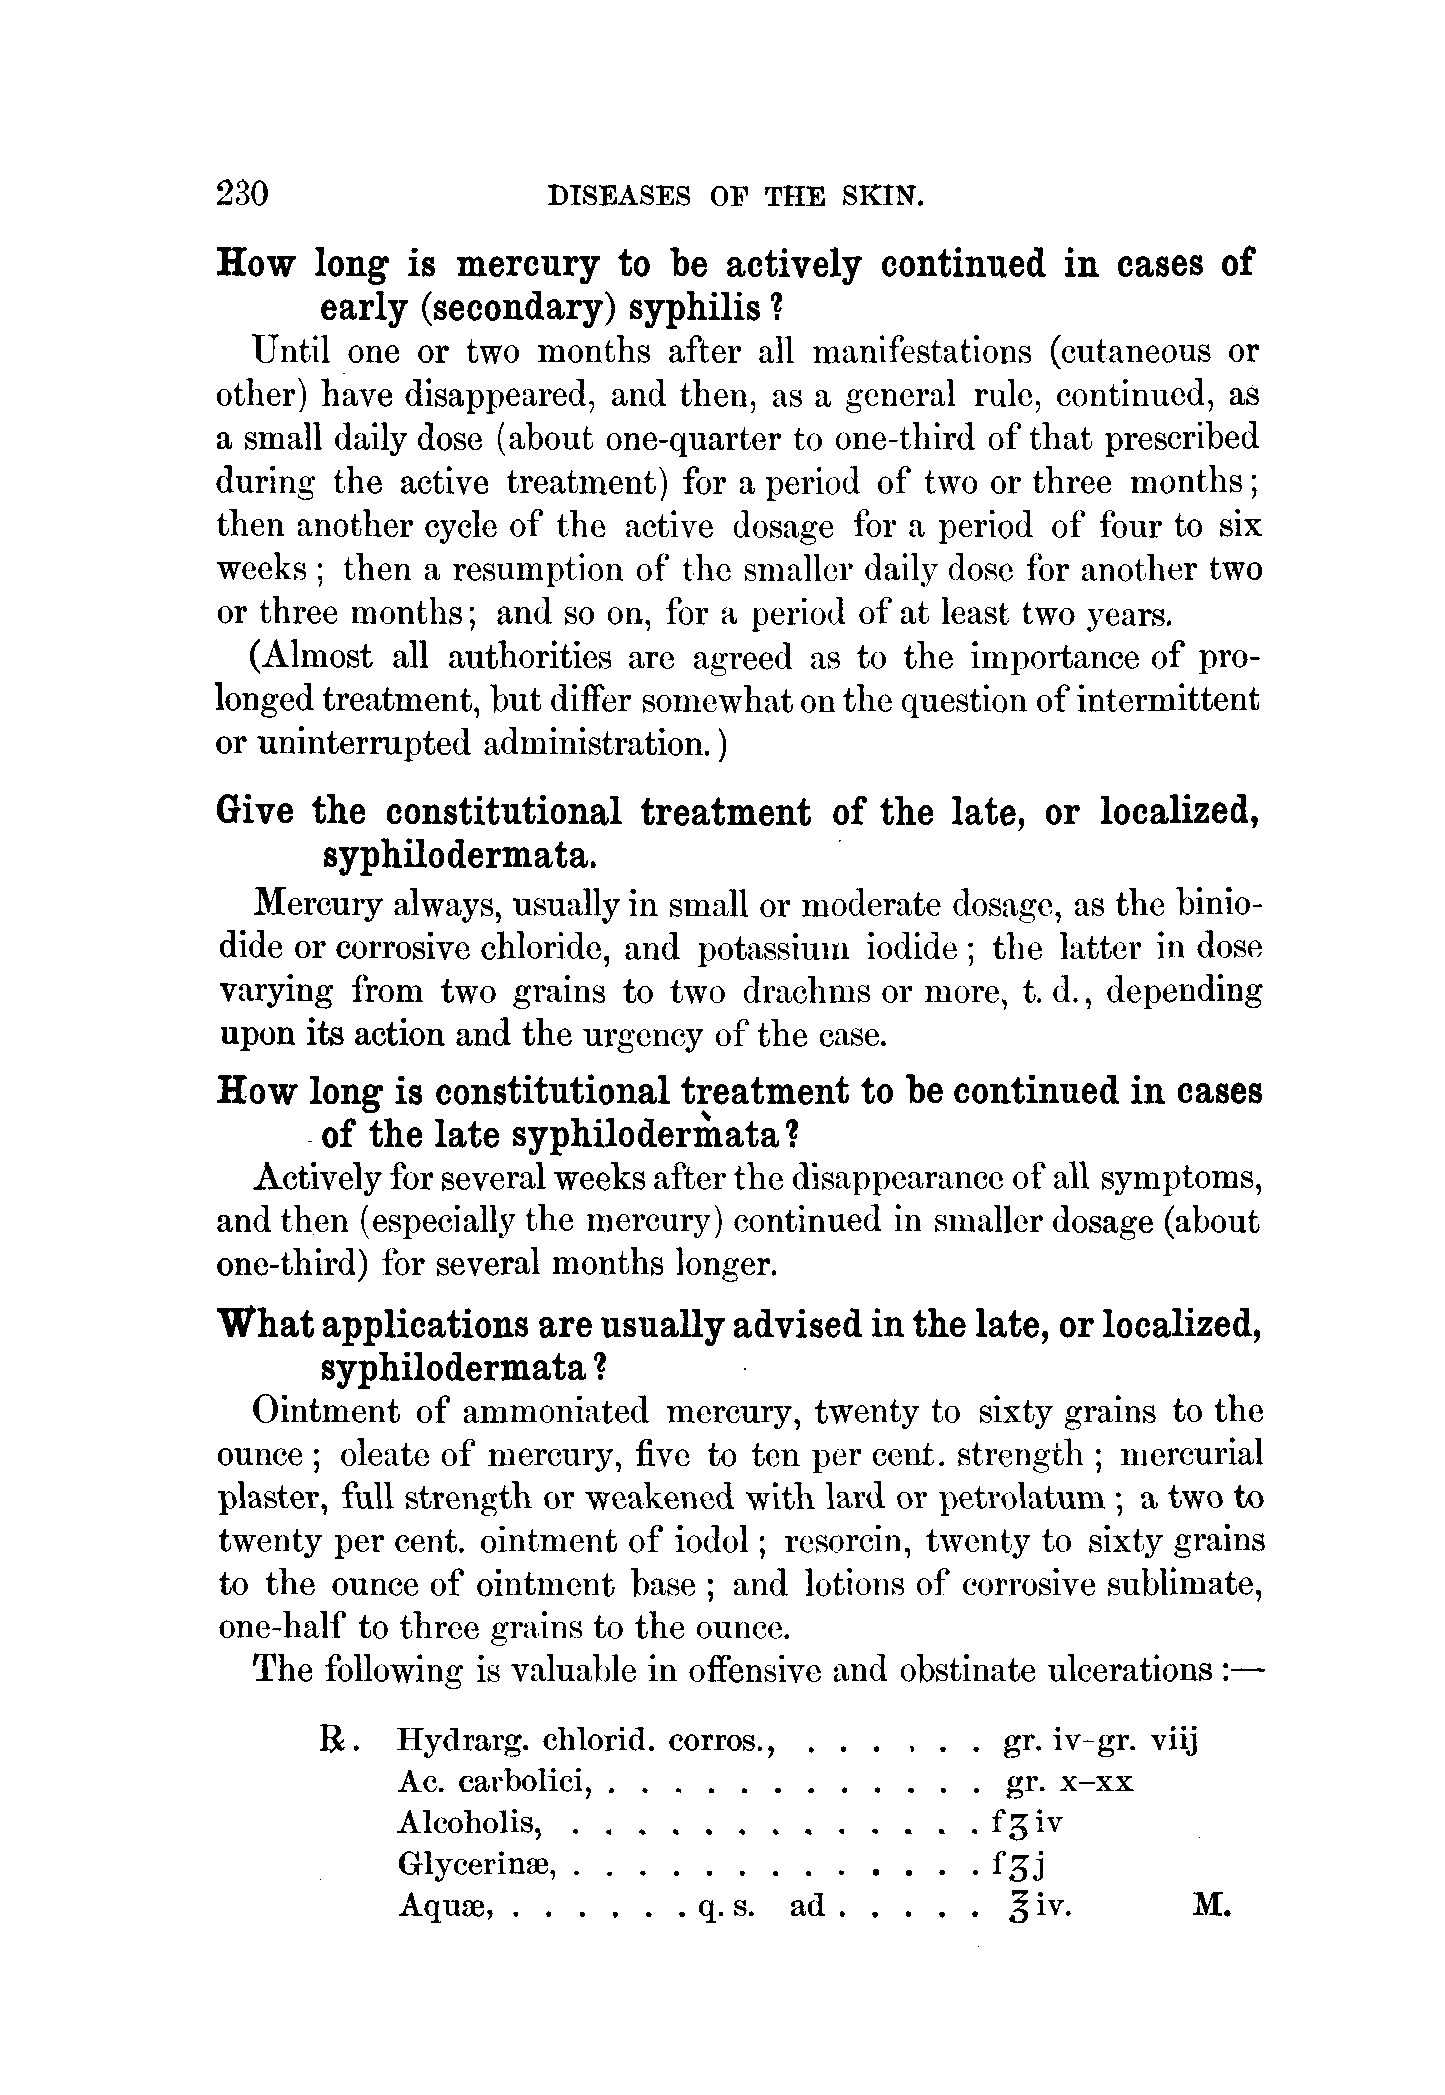 230 DISEASES OF THE SKIN.
How long is mercury to be actively continued in cases of
early (secondary) syphilis ?
Until one or two months after all manifestations (cutaneous or
other) have disappeared, and then, as a general rule, continued, as
a small daily dose (about one-quarter to one-third of that prescribed
during the active treatment) for a period of two or three months ;
then another cycle of the active dosage for a period of four to six
weeks ; then a resumption of the smaller daily dose for another two
or three months; and so on, for a period of at least two years.
(Almost all authorities are agreed as to the importance of pro-
longed treatment, but differ somewhat on the question of intermittent
or uninterrupted administration.)
Give the constitutional treatment of the late, or localized,
syphilodermata.
Mercury always, usually in small or moderate dosage, as the binio-
dide or corrosive chloride, and potassium iodide ; the latter in dose
varying from two grains to two drachms or more, t. d., depending
upon its action and the urgency of the case.
How long is constitutional treatment to be continued in cases
of the late syphilodermata?
Actively for several weeks after the disappearance of all symptoms,
and then (especially the mercury) continued in smaller dosage (about
one-third) for several months longer.
What applications are usually advised in the late, or localized,
syphilodermata ?
Ointment of ammoniated mercury, twenty to sixty grains to the
ounce ; oleate of mercury, five to ten per cent. strength ; mercurial
plaster, full strength or weakened with lard or petrolatum ; a two to
twenty per cent. ointment of iodol ; resorcin, twenty to sixty grains
to the ounce of ointment base ; and lotions of corrosive sublimate,
one-half to three grains to the ounce.
The following is valuable in offensive and obstinate ulcerations :—
℞. Hydrarg. chlorid. corros., . . . . . . gr. iv-gr. viij
Ac. carbolici, . . . . . . . . . . . . gr. x-xx
Alcoholis, . . . . . . . . . . . . . fʒiv
Glycerinæ, . . . . . . . . . . . . . fʒj
Aquæ, . . . . . . q. s. ad . . . . . ℥iv. M.